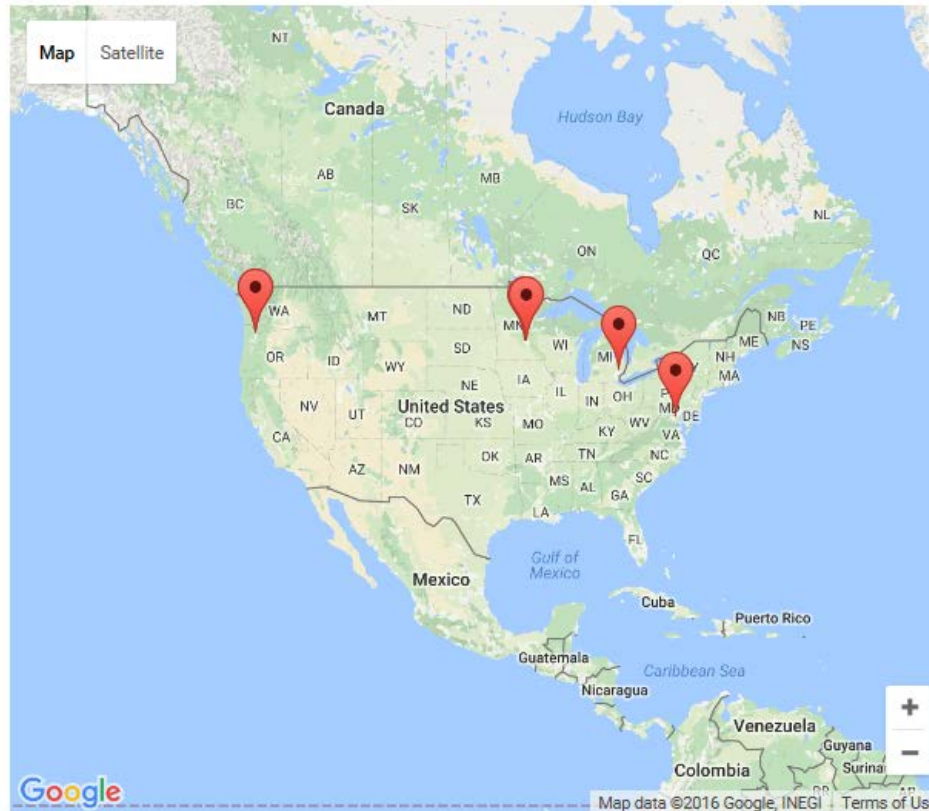 Map Satellite
NT
Canada
Hudson Bay
AB
MB
BC
SK
NL
ON
QC
WA
MT
ND
MN
NB
PE
ME
NS
OR
ID
SD
WI
MI
NH
MA
WY
NE
IA
IL
IN
OH
NV
UT
CO
United States
KS
MO
KY
WV
MD
DE
VA
CA
AZ
NM
OK
AR
TN
NC
SC
MS
AL
GA
TX
LA
FL
Gulf of
Mexico
Mexico
Cuba
Puerto Rico
Guatemala
Caribbean Sea
Nicaragua
+
Venezuela
−
Guyana
Colombia
Surina
Google
Map data ©2016 Google, INEGI
Terms of Us